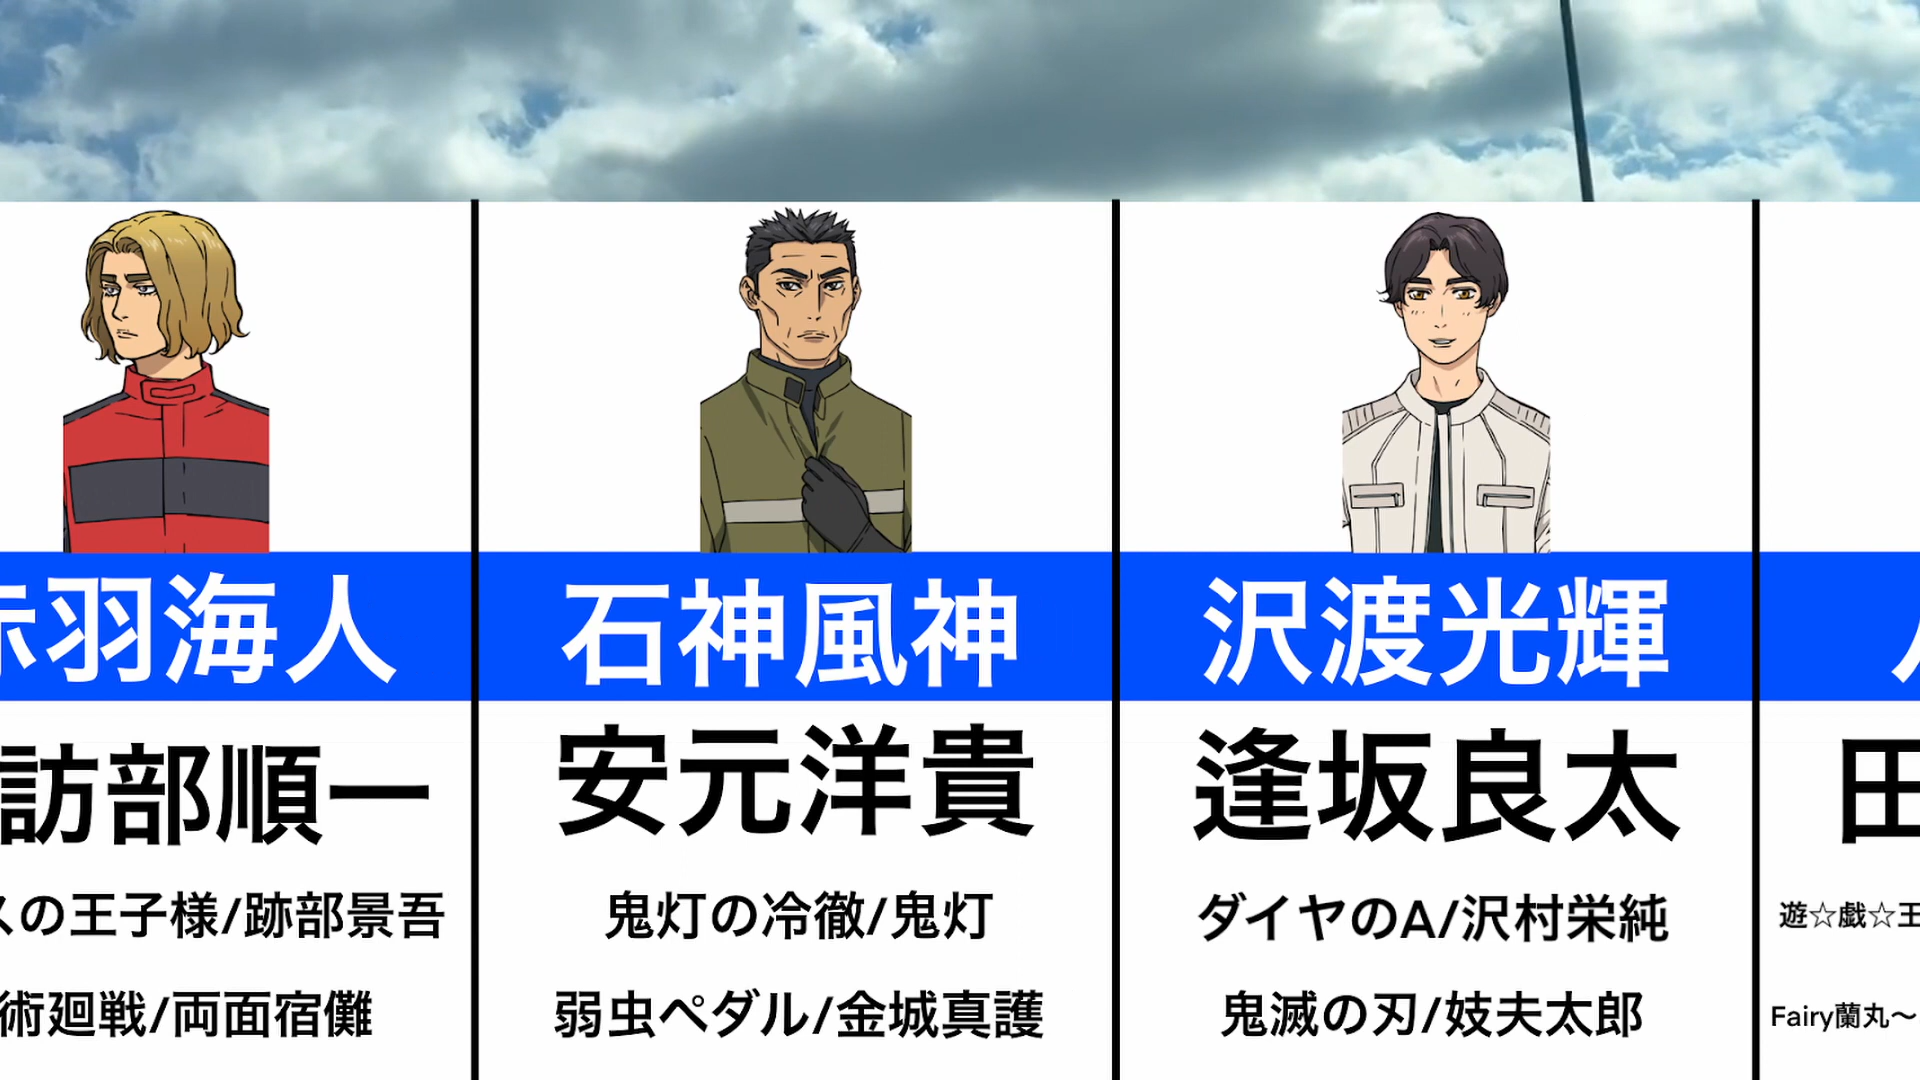 赤羽海人
訪部順一
スの王子様/跡部景吾
術廻戦/両面宿儺
石神風神
安元洋貴
鬼灯の冷徹/鬼灯
弱虫ペダル/金城真護
沢渡光輝
逢坂良太
ダイヤのA/沢村栄純
鬼滅の刃/妓夫太郎
田
遊☆戯☆王
Fairy蘭丸～